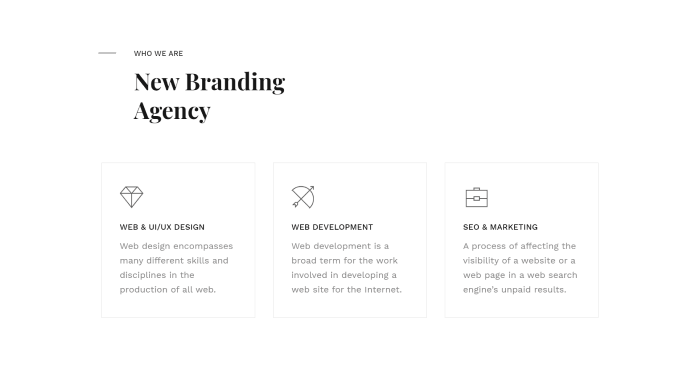 WHO WE ARE
New Branding
Agency
WEB & UI/UX DESIGN
Web design encompasses
many different skills and
disciplines in the
production of all web.
WEB DEVELOPMENT
Web development is a
broad term for the work
involved in developing a
web site for the Internet.
SEO & MARKETING
A process of affecting the
visibility of a website or a
web page in a web search
engine's unpaid results.